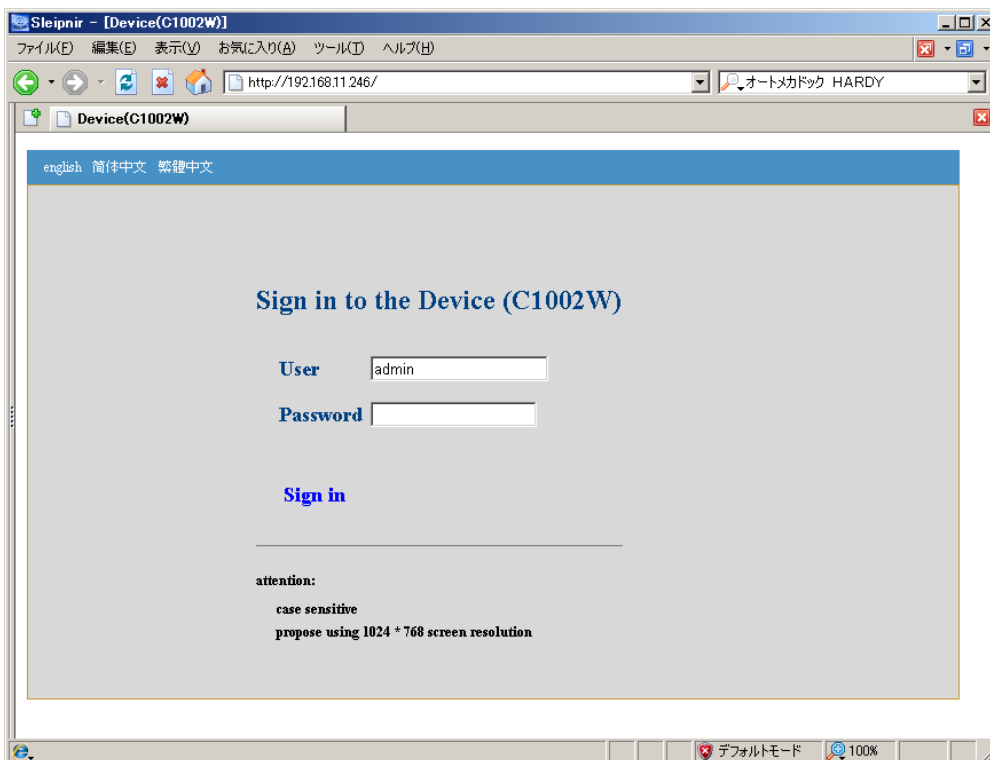 Sleipnir - [Device(C1002W)]
ファイル(F) 編集(E) 表示(V) お気に入り(A) ツール(T) ヘルプ(H)
http://192.168.11.246/ オートメカドック HARDY
Device(C1002W)
english 简体中文 繁體中文
Sign in to the Device (C1002W)
User admin
Password
Sign in
attention:
case sensitive
propose using 1024 * 768 screen resolution
デフォルトモード 100%